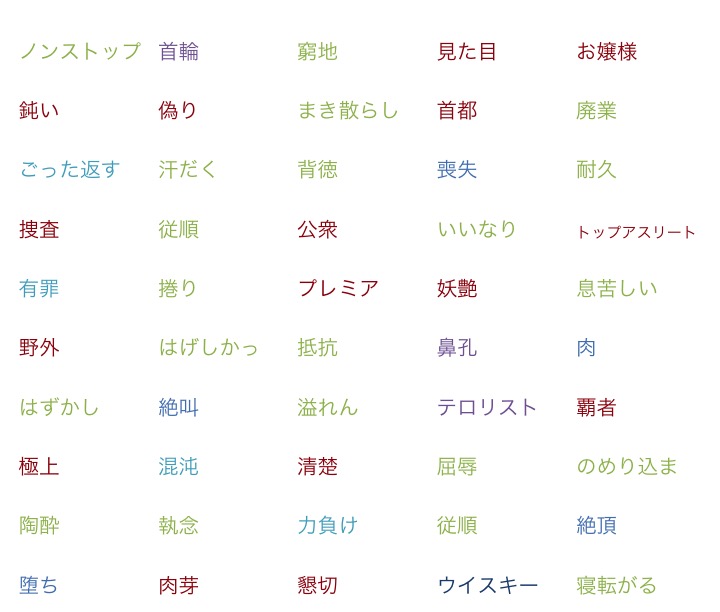 ノンストップ 首輪 窮地 見た目 お嬢様
鈍い 偽り まき散らし 首都 廃業
ごった返す 汗だく 背徳 喪失 耐久
捜査 従順 公衆 いいなり トップアスリート
有罪 捲り プレミア 妖艶 息苦しい
野外 はげしかっ 抵抗 鼻孔 肉
はずかし 絶叫 溢れん テロリスト 覇者
極上 混沌 清楚 屈辱 のめり込ま
陶酔 執念 力負け 従順 絶頂
堕ち 肉芽 懇切 ウイスキー 寝転がる